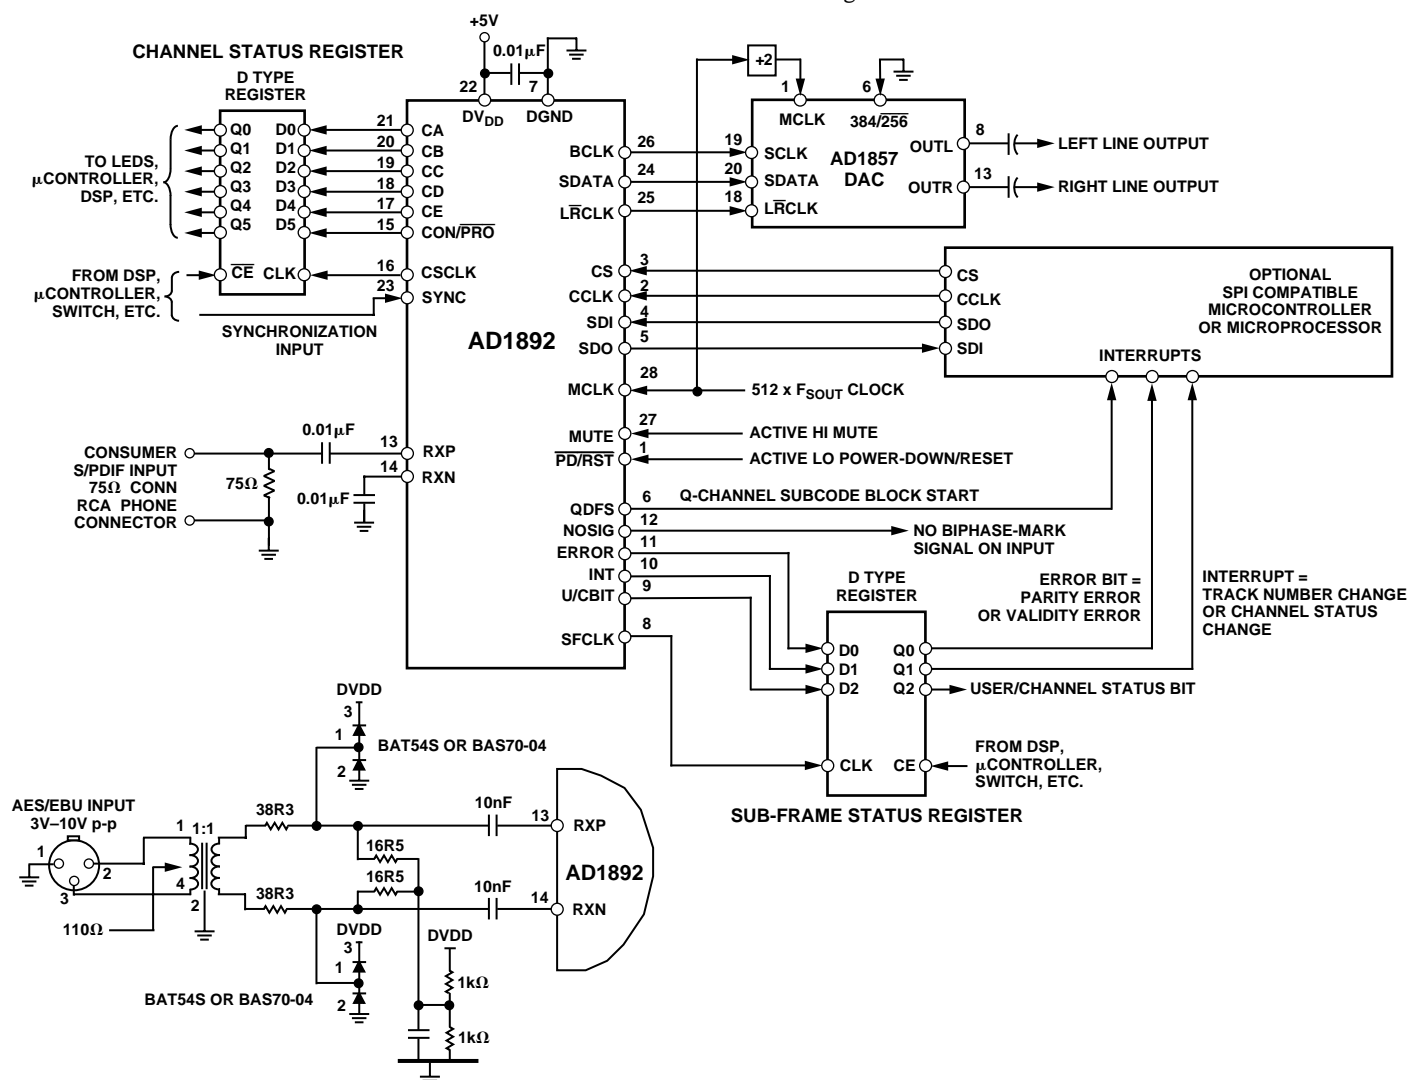 +5V
0.01µF
CHANNEL STATUS REGISTER
D TYPE
REGISTER
22
7
DVDD
DGND
Q0 D0
Q1 D1
Q2 D2
Q3 D3
Q4 D4
Q5 D5
CE CLK
TO LEDS,
µCONTROLLER,
DSP, ETC.
FROM DSP,
µCONTROLLER,
SWITCH, ETC.
SYNCHRONIZATION
INPUT
21 CA
20 CB
19 CC
18 CD
17 CE
15 CON/PRO
16 CSCLK
23 SYNC
AD1892
BCLK 26
SDATA 24
LRCLK 25
CS 3
CCLK 2
SDI 4
SDO 5
MCLK 28
MUTE 27
PD/RST 1
QDFS 6
NOSIG 12
ERROR 11
INT 10
U/CBIT 9
SFCLK 8
+2
1
6
MCLK
384/256
19 SCLK
20 SDATA
18 LRCLK
AD1857
DAC
OUTL 8
OUTR 13
LEFT LINE OUTPUT
RIGHT LINE OUTPUT
CS
CCLK
SDO
SDI
OPTIONAL
SPI COMPATIBLE
MICROCONTROLLER
OR MICROPROCESSOR
INTERRUPTS
512 x FSOUT CLOCK
ACTIVE HI MUTE
ACTIVE LO POWER-DOWN/RESET
Q-CHANNEL SUBCODE BLOCK START
NO BIPHASE-MARK
SIGNAL ON INPUT
CONSUMER
S/PDIF INPUT
75Ω CONN
RCA PHONE
CONNECTOR
75Ω
0.01µF
13 RXP
14 RXN
0.01µF
D TYPE
REGISTER
D0 Q0
D1 Q1
D2 Q2
CLK CE
ERROR BIT =
PARITY ERROR
OR VALIDITY ERROR
INTERRUPT =
TRACK NUMBER CHANGE
OR CHANNEL STATUS
CHANGE
USER/CHANNEL STATUS BIT
FROM DSP,
µCONTROLLER,
SWITCH, ETC.
SUB-FRAME STATUS REGISTER
DVDD
3
1
2
BAT54S OR BAS70-04
AES/EBU INPUT
3V–10V p-p
1
2
3
110Ω
1 1:1
4
2
38R3
38R3
16R5
16R5
10nF
10nF
13 RXP
14 RXN
AD1892
DVDD
3
1
2
BAT54S OR BAS70-04
DVDD
1kΩ
1kΩ